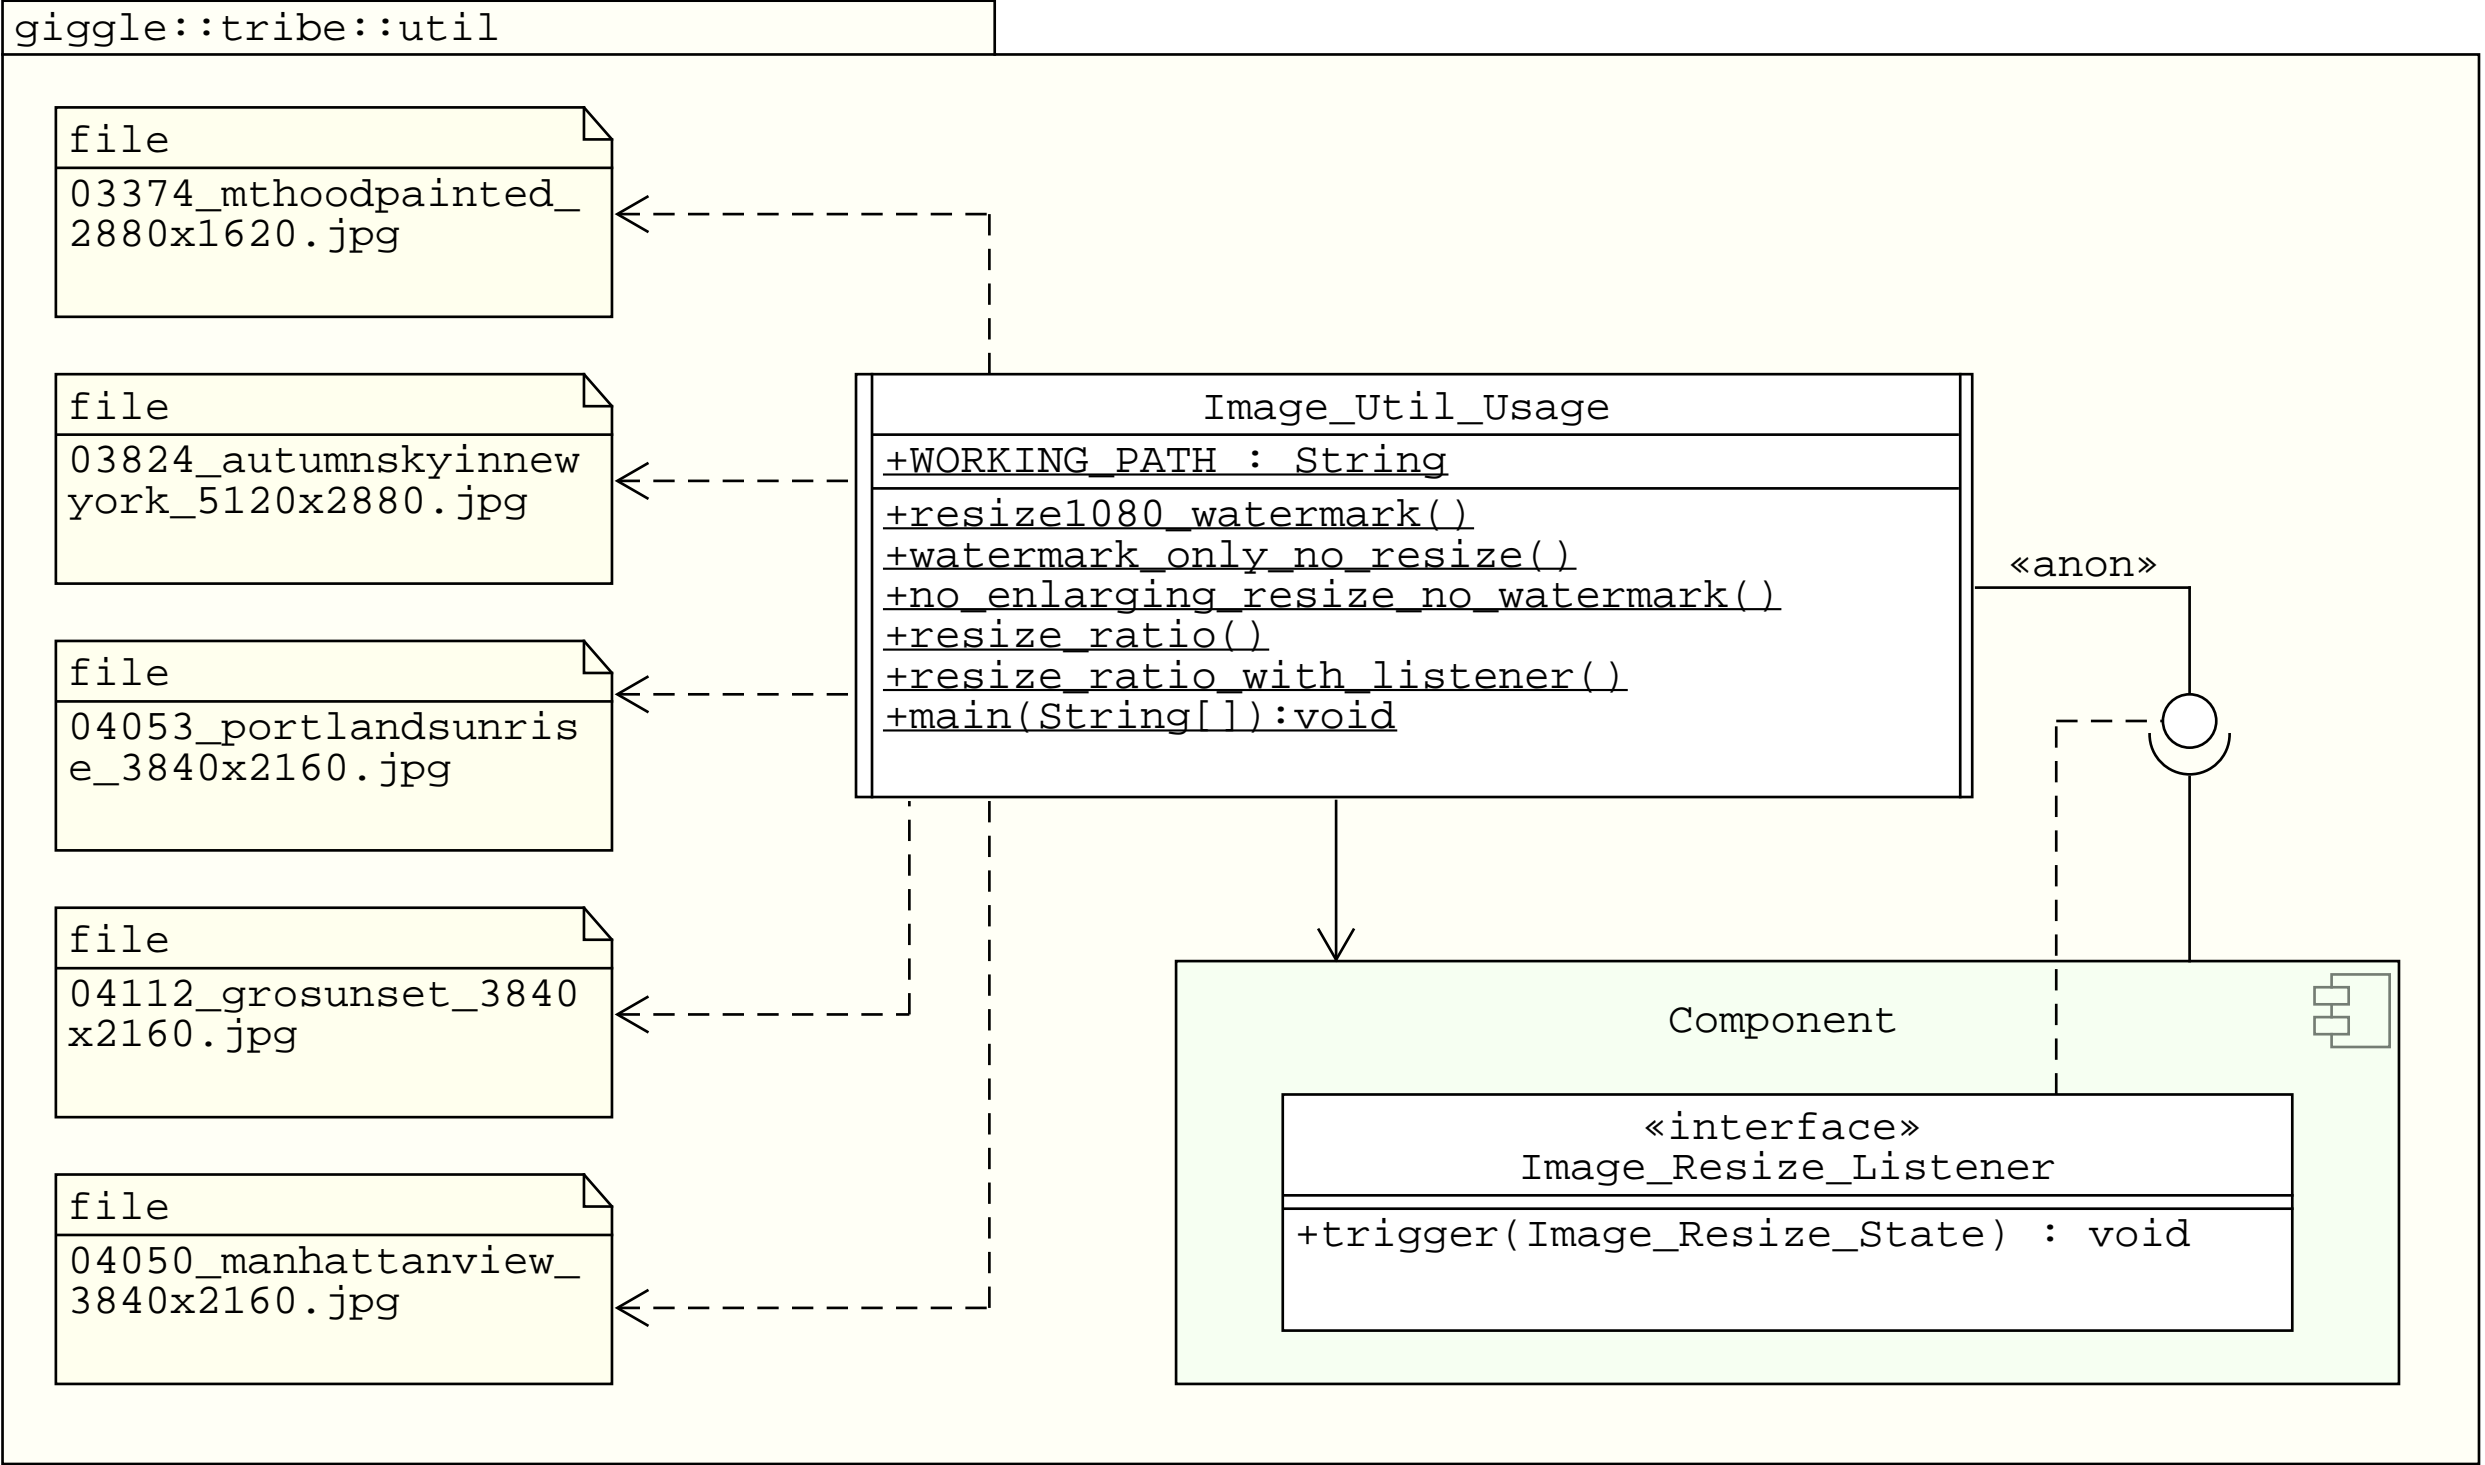 giggle::tribe::util
file
03374_mthoodpainted_
2880x1620.jpg
file
03824_autumnskyinnew
york_5120x2880.jpg
file
04053_portlandsunris
e_3840x2160.jpg
file
04112_grosunset_3840
x2160.jpg
file
04050_manhattanview_
3840x2160.jpg
Image_Util_Usage
+WORKING_PATH : String
+resize1080_watermark()
+watermark_only_no_resize()
+no_enlarging_resize_no_watermark()
+resize_ratio()
+resize_ratio_with_listener()
+main(String[]):void
«anon»
Component
«interface»
Image_Resize_Listener
+trigger(Image_Resize_State) : void